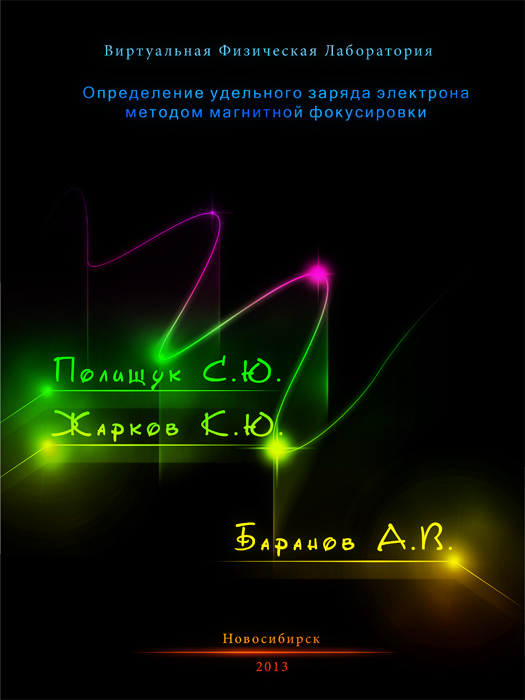 Виртуальная Физическая Лаборатория
Определение удельного заряда электрона
методом магнитной фокусировки
Полищук С.Ю.
Жарков К.Ю.
Баранов А.В.
Новосибирск
2013